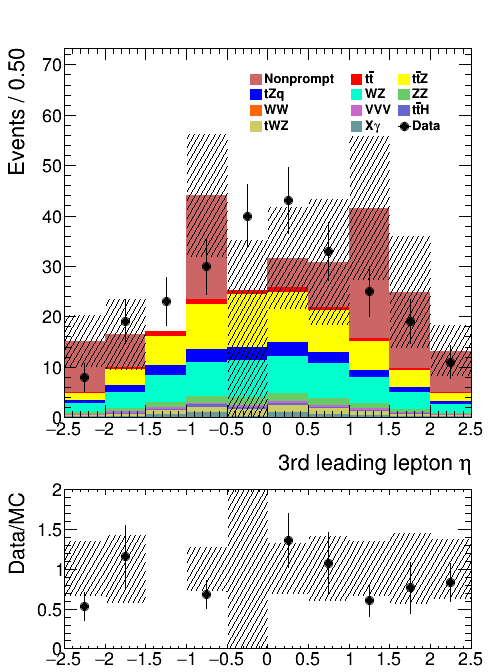 Events / 0.50
70
60
50
40
30
20
10
0
Nonprompt tt̄ tt̄Z
tZq WZ ZZ
WW VVV tt̄H
tWZ Xγ Data
−2.5 −2 −1.5 −1 −0.5 0 0.5 1 1.5 2 2.5
3rd leading lepton η
Data/MC
2
1.5
1
0.5
0
−2.5 −2 −1.5 −1 −0.5 0 0.5 1 1.5 2 2.5